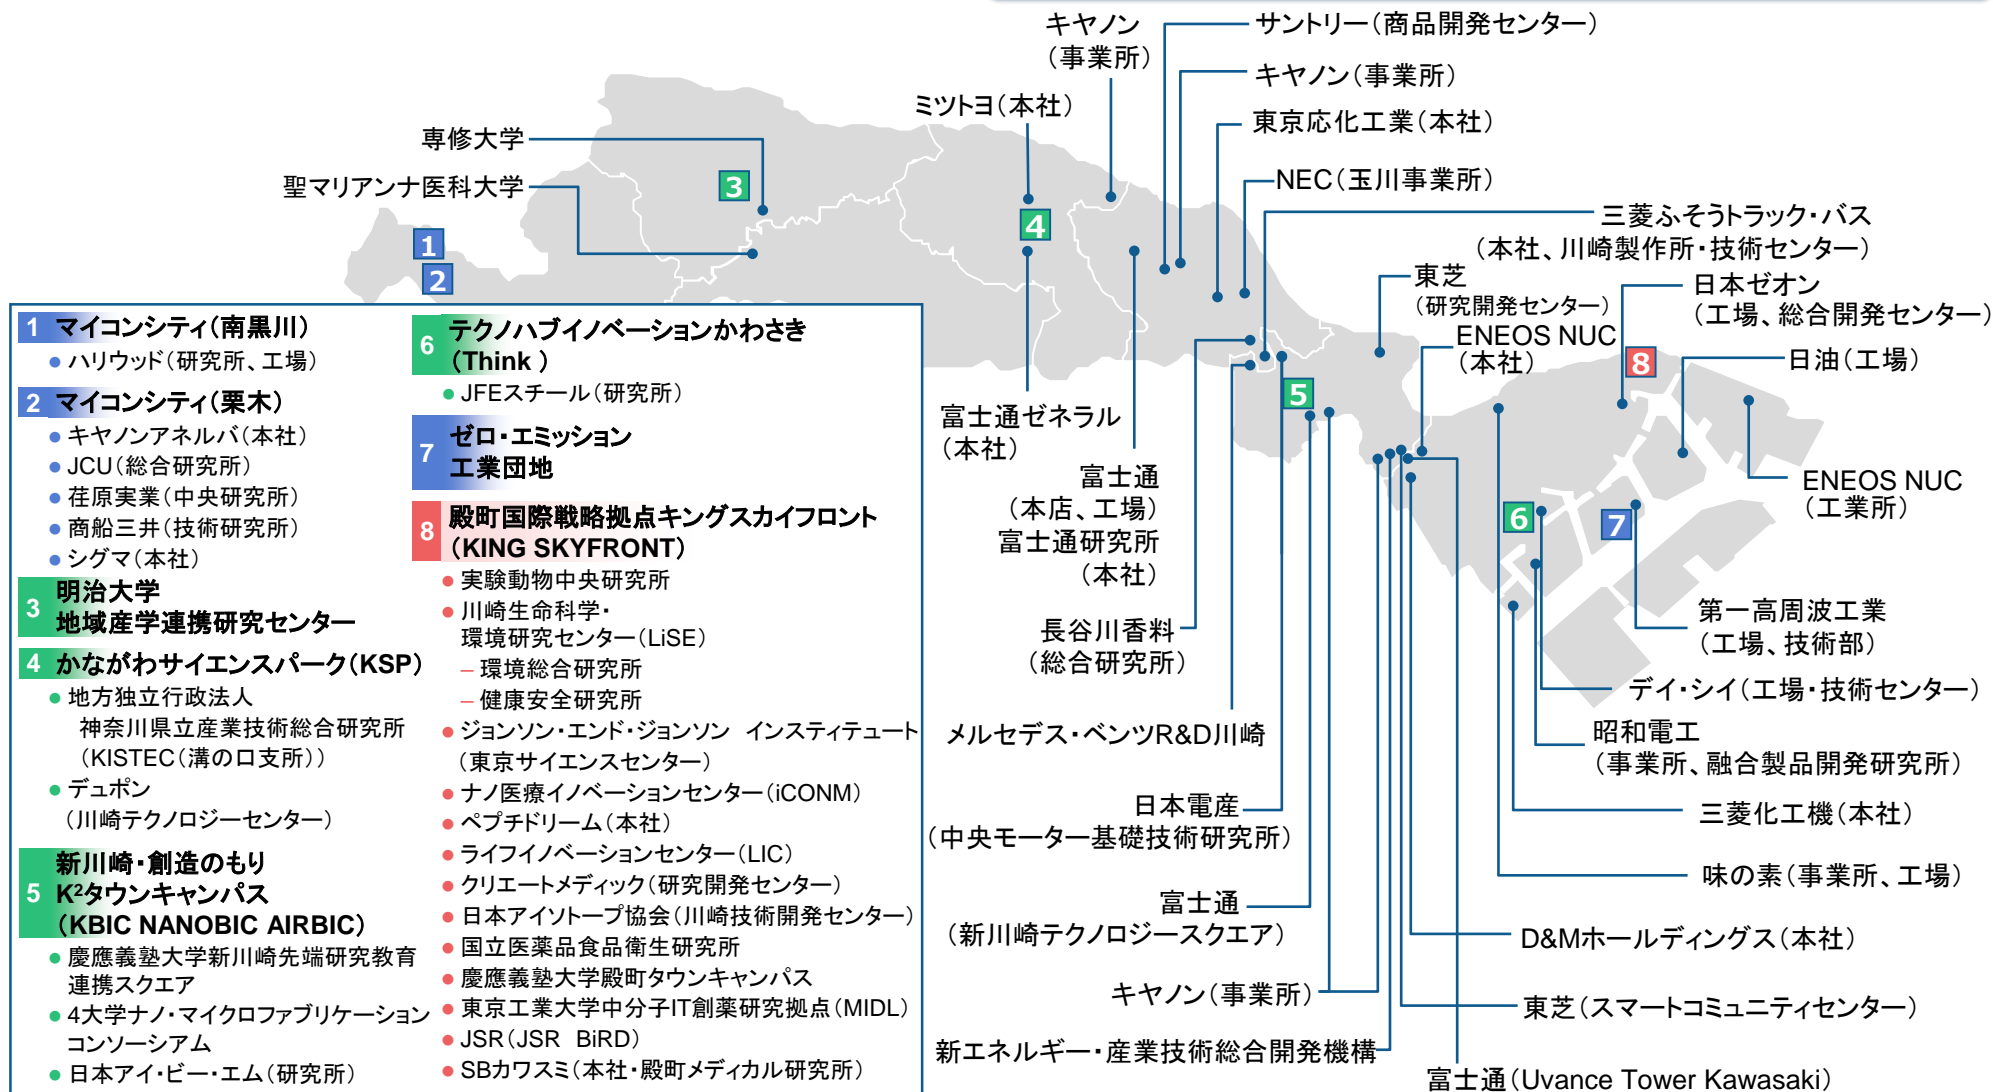 キヤノン
（事業所）
サントリー（商品開発センター）
キヤノン（事業所）
ミツトヨ（本社）
東京応化工業（本社）
専修大学
聖マリアンナ医科大学
NEC（玉川事業所）
三菱ふそうトラック・バス
（本社、川崎製作所・技術センター）
東芝
（研究開発センター）
日本ゼオン
（工場、総合開発センター）
ENEOS NUC
（本社）
日油（工場）
3
4
1
2
8
5
6
7
富士通ゼネラル
（本社）
富士通
（本店、工場）
富士通研究所
（本社）
ENEOS NUC
（工業所）
長谷川香料
（総合研究所）
第一高周波工業
（工場、技術部）
デイ・シイ（工場・技術センター）
メルセデス・ベンツR&D川崎
昭和電工
（事業所、融合製品開発研究所）
日本電産
（中央モーター基礎技術研究所）
三菱化工機（本社）
味の素（事業所、工場）
富士通
（新川崎テクノロジースクエア）
D&Mホールディングス（本社）
キヤノン（事業所）
東芝（スマートコミュニティセンター）
新エネルギー・産業技術総合開発機構
富士通（Uvance Tower Kawasaki）
1 マイコンシティ（南黒川）
● ハリウッド（研究所、工場）
2 マイコンシティ（栗木）
● キヤノンアネルバ（本社）
● JCU（総合研究所）
● 荏原実業（中央研究所）
● 商船三井（技術研究所）
● シグマ（本社）
3 明治大学
地域産学連携研究センター
4 かながわサイエンスパーク（KSP）
● 地方独立行政法人
神奈川県立産業技術総合研究所
（KISTEC（溝の口支所））
● デュポン
（川崎テクノロジーセンター）
5 新川崎・創造のもり
K²タウンキャンパス
（KBIC NANOBIC AIRBIC）
● 慶應義塾大学新川崎先端研究教育
連携スクエア
● 4大学ナノ・マイクロファブリケーション
コンソーシアム
● 日本アイ・ビー・エム（研究所）
6 テクノハブイノベーションかわさき
（Think ）
● JFEスチール（研究所）
7 ゼロ・エミッション
工業団地
8 殿町国際戦略拠点キングスカイフロント
（KING SKYFRONT）
● 実験動物中央研究所
● 川崎生命科学・
環境研究センター（LiSE）
– 環境総合研究所
– 健康安全研究所
● ジョンソン・エンド・ジョンソン インスティテュート
（東京サイエンスセンター）
● ナノ医療イノベーションセンター（iCONM）
● ペプチドリーム（本社）
● ライフイノベーションセンター（LIC）
● クリエートメディック（研究開発センター）
● 日本アイソトープ協会（川崎技術開発センター）
● 国立医薬品食品衛生研究所
● 慶應義塾大学殿町タウンキャンパス
● 東京工業大学中分子IT創薬研究拠点（MIDL）
● JSR（JSR BiRD）
● SBカワスミ（本社・殿町メディカル研究所）